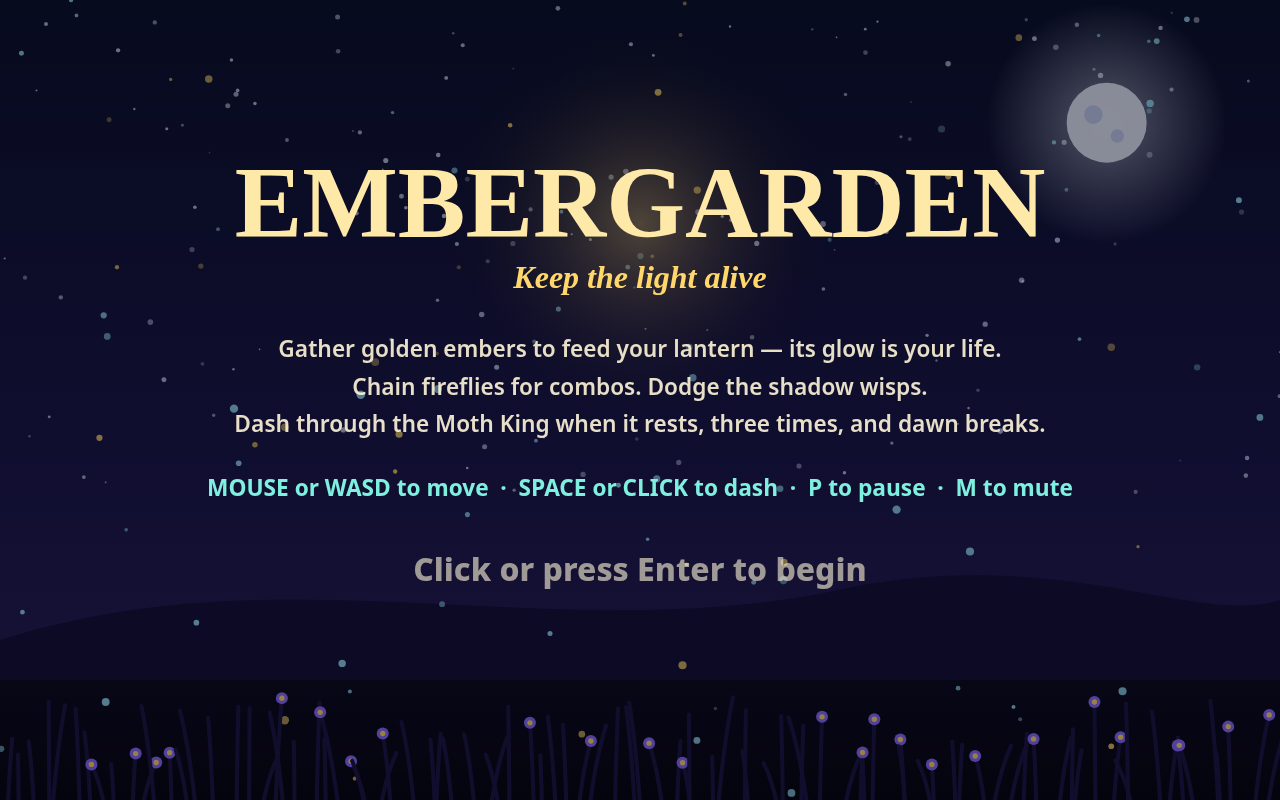 EMBERGARDEN
Keep the light alive
Gather golden embers to feed your lantern — its glow is your life.
Chain fireflies for combos. Dodge the shadow wisps.
Dash through the Moth King when it rests, three times, and dawn breaks.
MOUSE or WASD to move · SPACE or CLICK to dash · P to pause · M to mute
Click or press Enter to begin